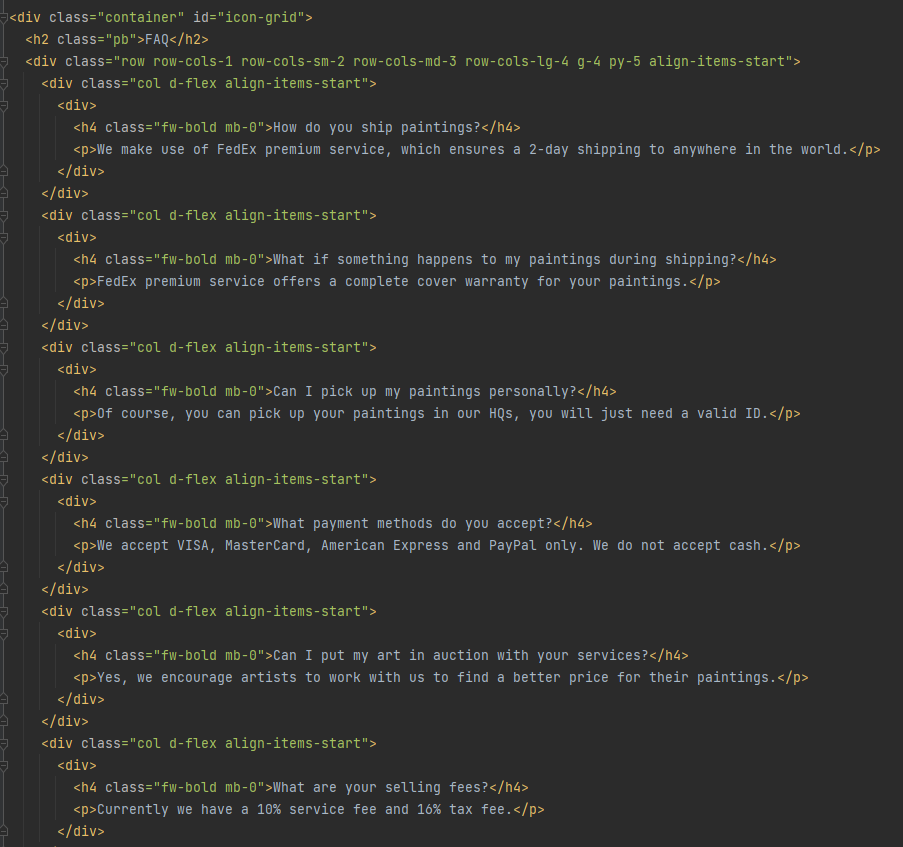 <div class="container" id="icon-grid">
  <h2 class="pb">FAQ</h2>
  <div class="row row-cols-1 row-cols-sm-2 row-cols-md-3 row-cols-lg-4 g-4 py-5 align-items-start">
    <div class="col d-flex align-items-start">
      <div>
        <h4 class="fw-bold mb-0">How do you ship paintings?</h4>
        <p>We make use of FedEx premium service, which ensures a 2-day shipping to anywhere in the world.</p>
      </div>
    </div>
    <div class="col d-flex align-items-start">
      <div>
        <h4 class="fw-bold mb-0">What if something happens to my paintings during shipping?</h4>
        <p>FedEx premium service offers a complete cover warranty for your paintings.</p>
      </div>
    </div>
    <div class="col d-flex align-items-start">
      <div>
        <h4 class="fw-bold mb-0">Can I pick up my paintings personally?</h4>
        <p>Of course, you can pick up your paintings in our HQs, you will just need a valid ID.</p>
      </div>
    </div>
    <div class="col d-flex align-items-start">
      <div>
        <h4 class="fw-bold mb-0">What payment methods do you accept?</h4>
        <p>We accept VISA, MasterCard, American Express and PayPal only. We do not accept cash.</p>
      </div>
    </div>
    <div class="col d-flex align-items-start">
      <div>
        <h4 class="fw-bold mb-0">Can I put my art in auction with your services?</h4>
        <p>Yes, we encourage artists to work with us to find a better price for their paintings.</p>
      </div>
    </div>
    <div class="col d-flex align-items-start">
      <div>
        <h4 class="fw-bold mb-0">What are your selling fees?</h4>
        <p>Currently we have a 10% service fee and 16% tax fee.</p>
      </div>